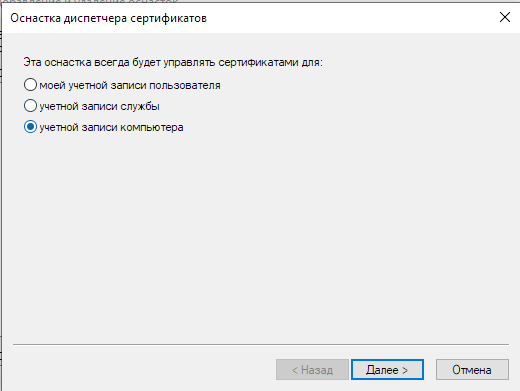 Оснастка диспетчера сертификатов
Эта оснастка всегда будет управлять сертификатами для:
моей учетной записи пользователя
учетной записи службы
учетной записи компьютера
< Назад
Далее >
Отмена